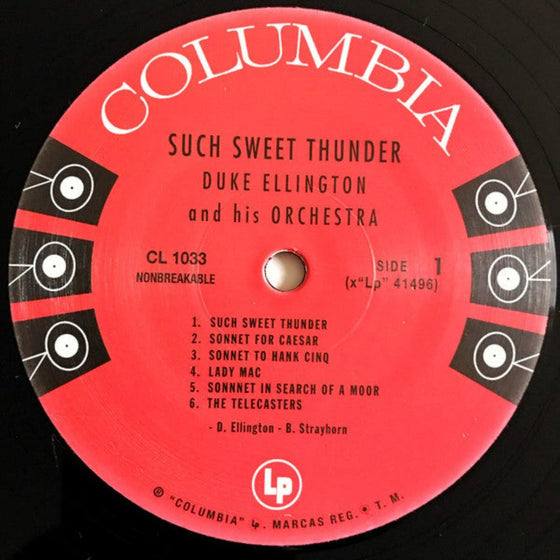 COLUMBIA
SUCH SWEET THUNDER
DUKE ELLINGTON
and his ORCHESTRA
CL 1033
NONBREAKABLE
SIDE 1
(x"Lp" 41496)
1. SUCH SWEET THUNDER
2. SONNET FOR CAESAR
3. SONNET TO HANK CINQ
4. LADY MAC
5. SONNNET IN SEARCH OF A MOOR
6. THE TELECASTERS
- D. Ellington - B. Strayhorn
Lp
® "COLUMBIA" Lp. MARCAS REG. ● T. M.